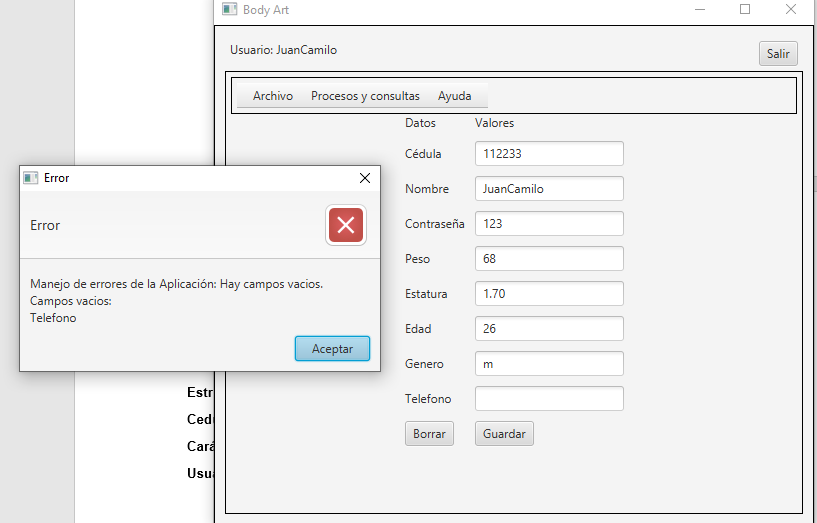 Body Art
Usuario: JuanCamilo
Salir
Archivo Procesos y consultas Ayuda
Datos Valores
Cédula 112233
Nombre JuanCamilo
Contraseña 123
Peso 68
Estatura 1.70
Edad 26
Genero m
Telefono
Borrar Guardar
Error
Error
Manejo de errores de la Aplicación: Hay campos vacios.
Campos vacios:
Telefono
Aceptar
Estr
Cedu
Cará
Usua